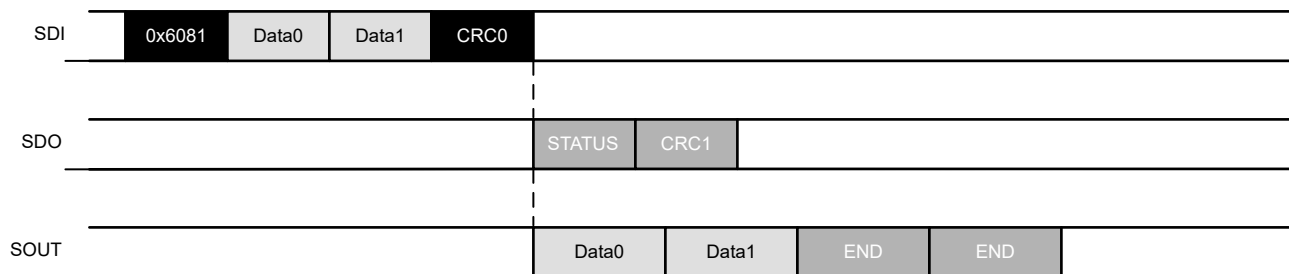 SDI 0x6081 Data0 Data1 CRC0
SDO STATUS CRC1
SOUT Data0 Data1 END END